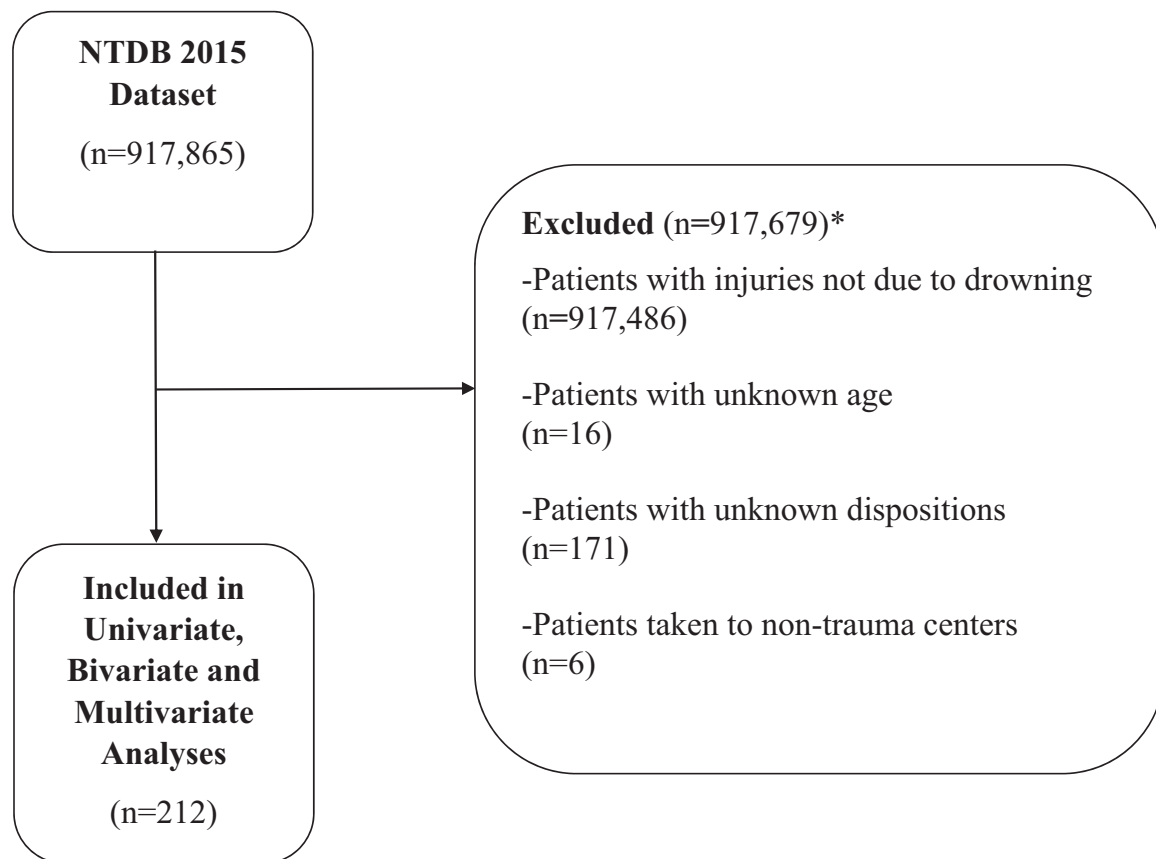 NTDB 2015
Dataset
(n=917,865)
Excluded (n=917,679)*
-Patients with injuries not due to drowning
(n=917,486)
-Patients with unknown age
(n=16)
-Patients with unknown dispositions
(n=171)
-Patients taken to non-trauma centers
(n=6)
Included in
Univariate,
Bivariate and
Multivariate
Analyses
(n=212)